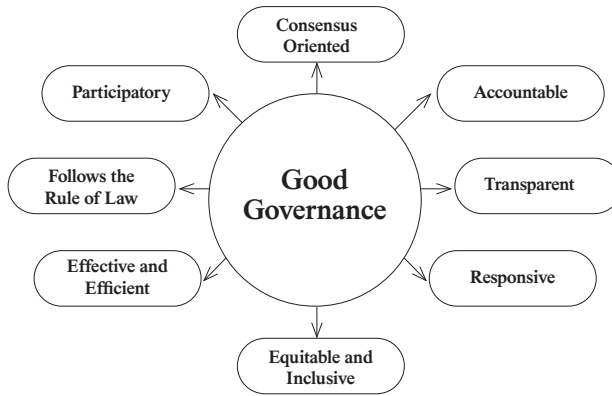 Consensus
Oriented
Participatory
Accountable
Follows the
Rule of Law
Good
Governance
Transparent
Effective and
Efficient
Responsive
Equitable and
Inclusive